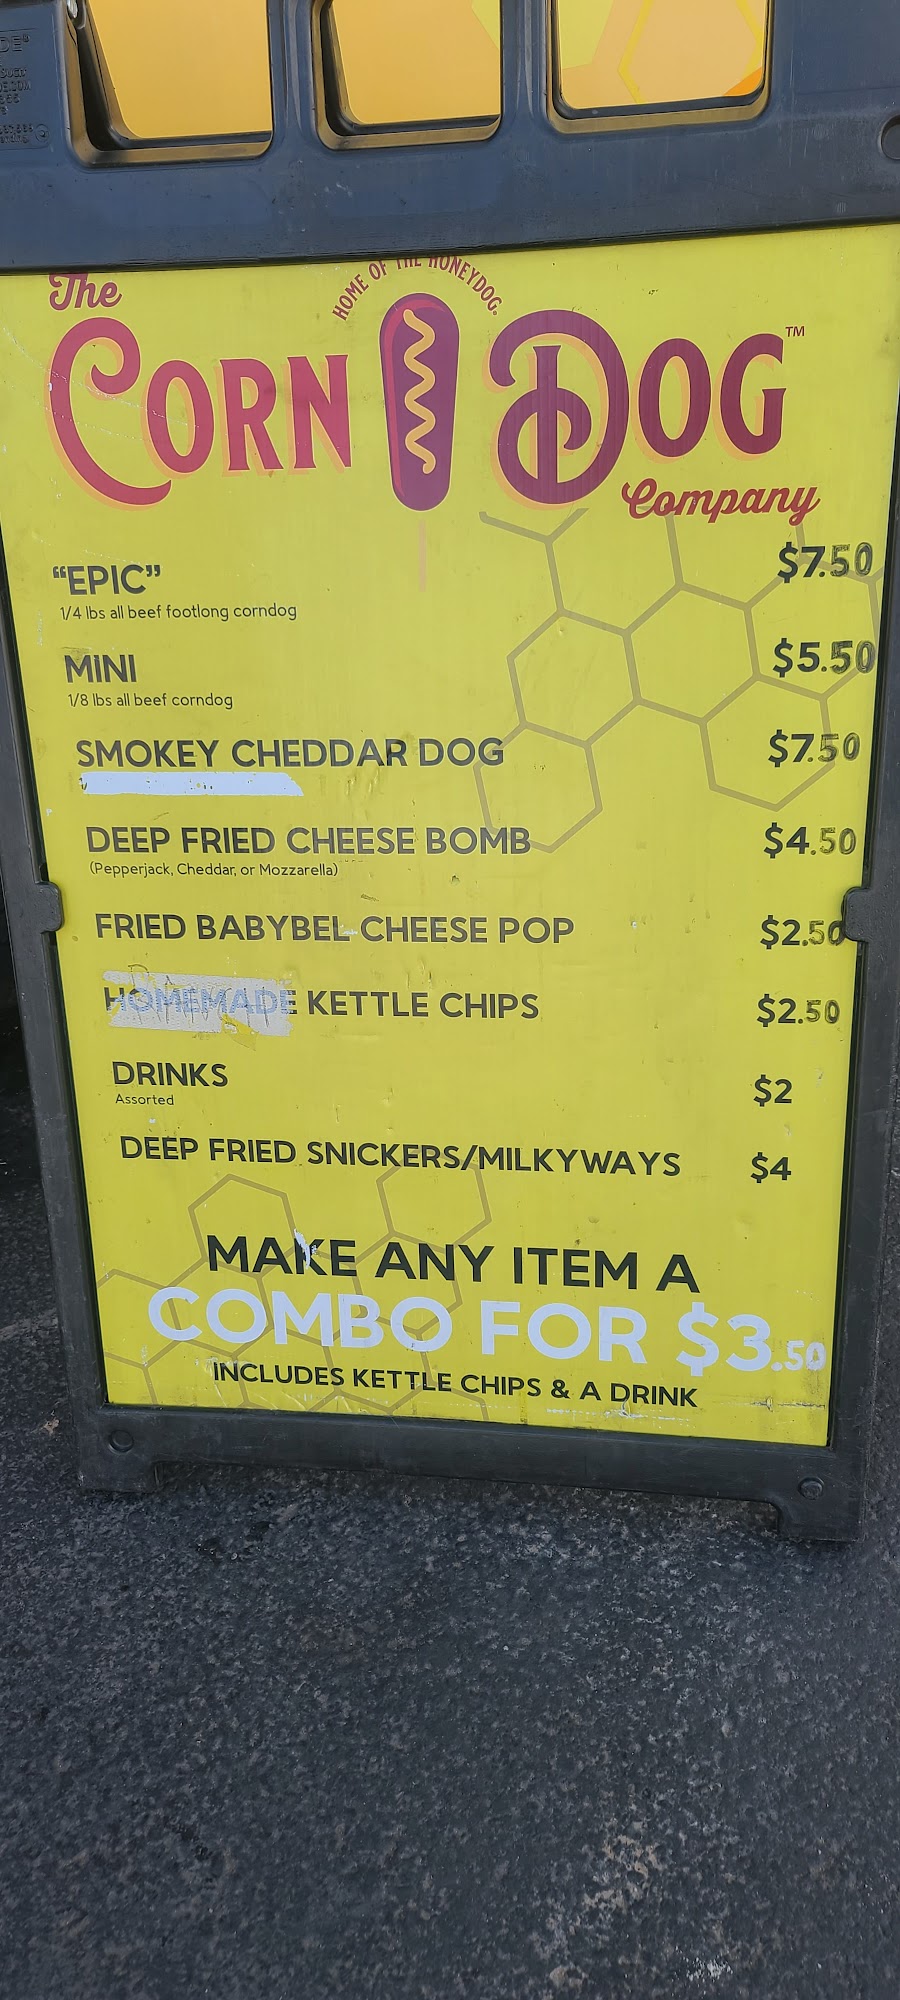 The
HOME OF THE HONEYDOG.
CORN DOG™
Company
"EPIC" $7.50
1/4 lbs all beef footlong corndog
MINI $5.50
1/8 lbs all beef corndog
SMOKEY CHEDDAR DOG $7.50
DEEP FRIED CHEESE BOMB $4.50
(Pepperjack, Cheddar, or Mozzarella)
FRIED BABYBEL CHEESE POP $2.50
HOMEMADE KETTLE CHIPS $2.50
DRINKS $2
Assorted
DEEP FRIED SNICKERS/MILKYWAYS $4
MAKE ANY ITEM A
COMBO FOR $3.50
INCLUDES KETTLE CHIPS & A DRINK